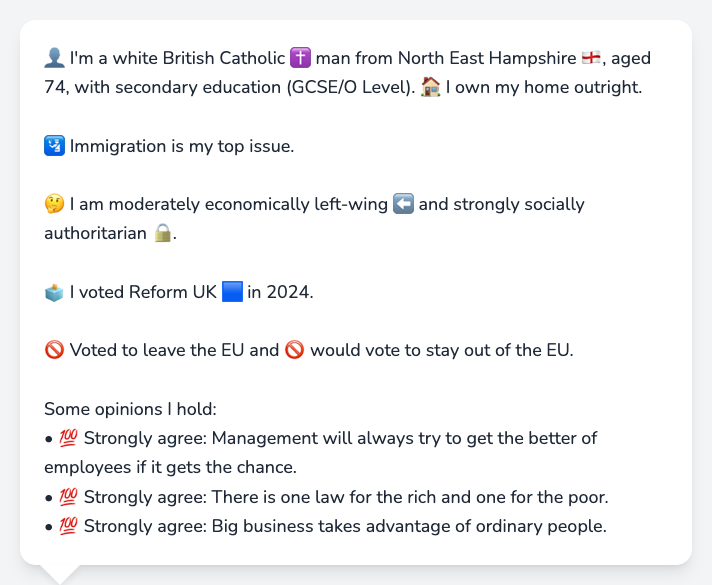 👤 I'm a white British Catholic ✝️ man from North East Hampshire 🏴󠁧󠁢󠁥󠁮󠁧󠁿, aged
74, with secondary education (GCSE/O Level). 🏠 I own my home outright.
🛂 Immigration is my top issue.
🤔 I am moderately economically left-wing ⬅️ and strongly socially
authoritarian 🔒.
🗳️ I voted Reform UK 🟦 in 2024.
🚫 Voted to leave the EU and 🚫 would vote to stay out of the EU.
Some opinions I hold:
• 💯 Strongly agree: Management will always try to get the better of
employees if it gets the chance.
• 💯 Strongly agree: There is one law for the rich and one for the poor.
• 💯 Strongly agree: Big business takes advantage of ordinary people.